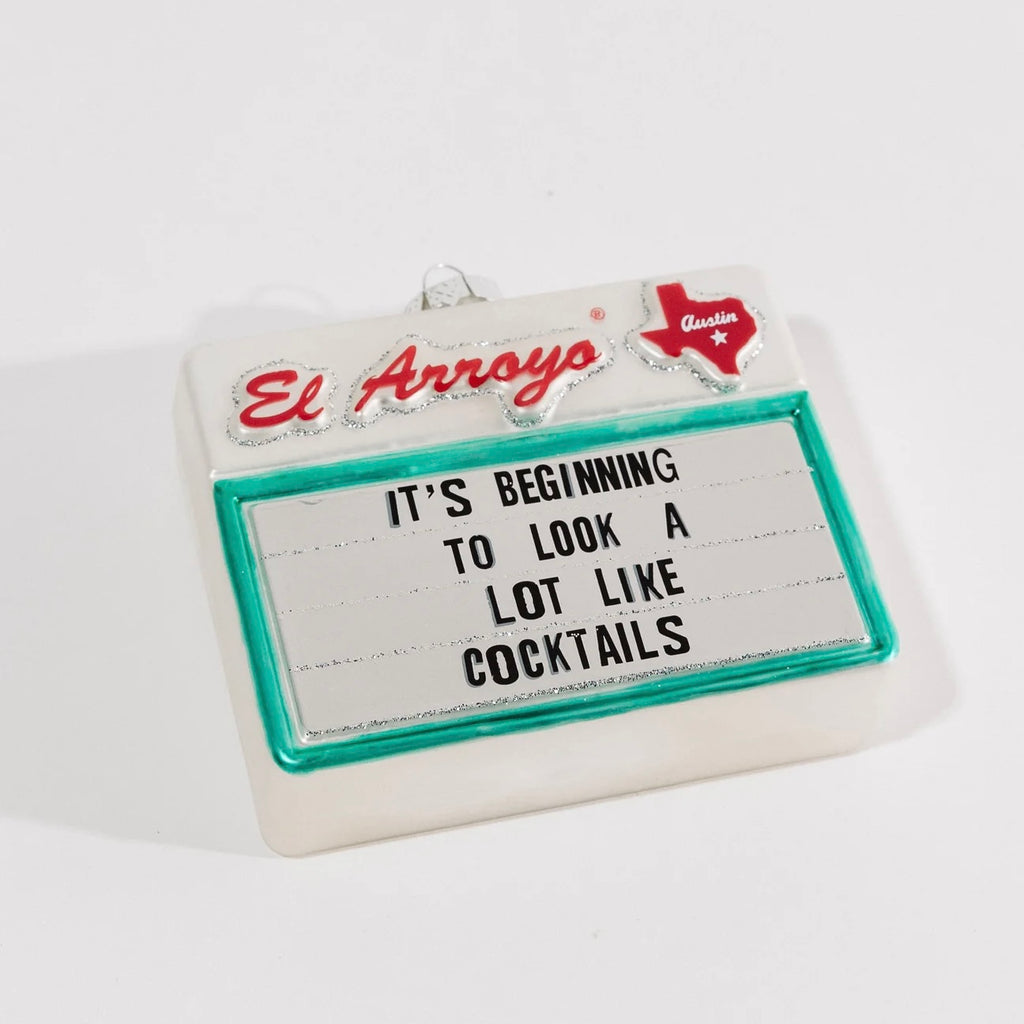 El Arroyo®
Austin
IT'S BEGINNING
TO LOOK A
LOT LIKE
COCKTAILS